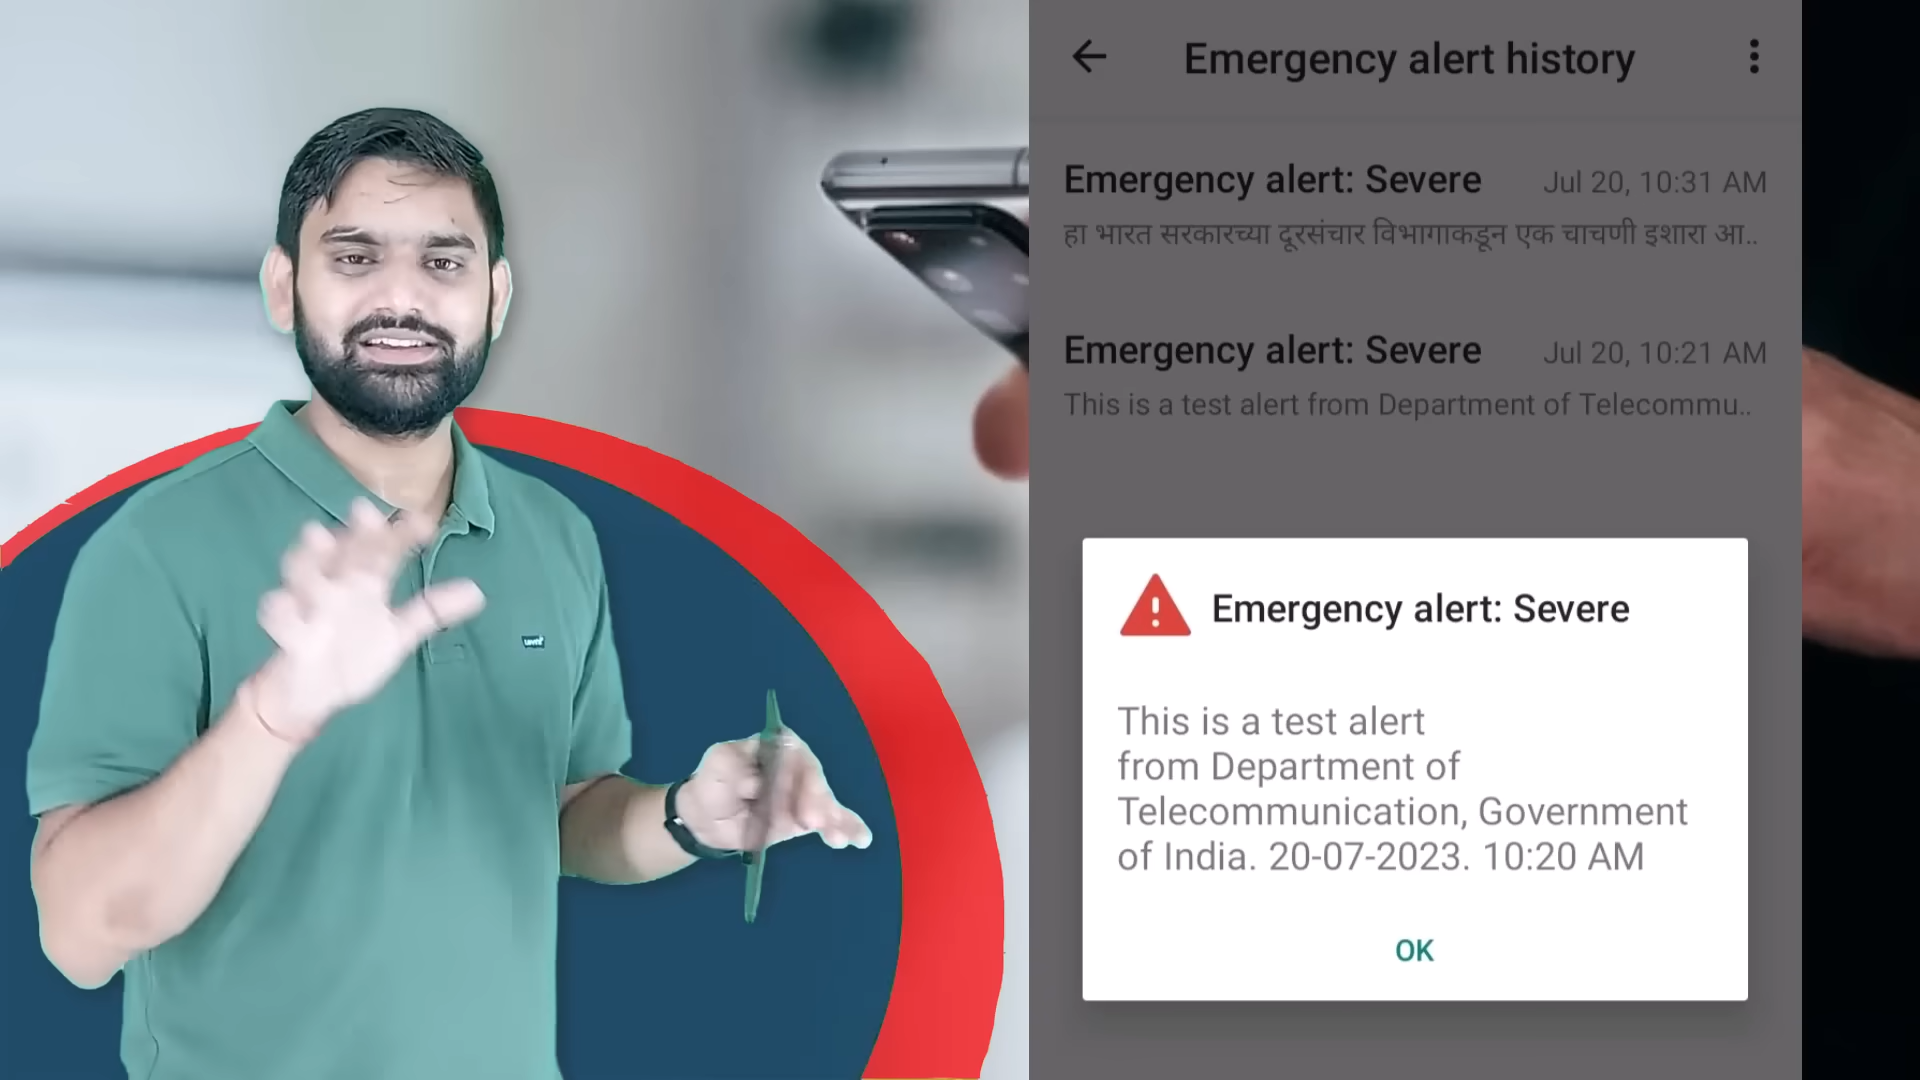 Emergency alert history
Emergency alert: Severe Jul 20, 10:31 AM
हा भारत सरकारच्या दूरसंचार विभागाकडून एक चाचणी इशारा आ..
Emergency alert: Severe Jul 20, 10:21 AM
This is a test alert from Department of Telecommu..
Emergency alert: Severe
This is a test alert
from Department of
Telecommunication, Government
of India. 20-07-2023. 10:20 AM
OK